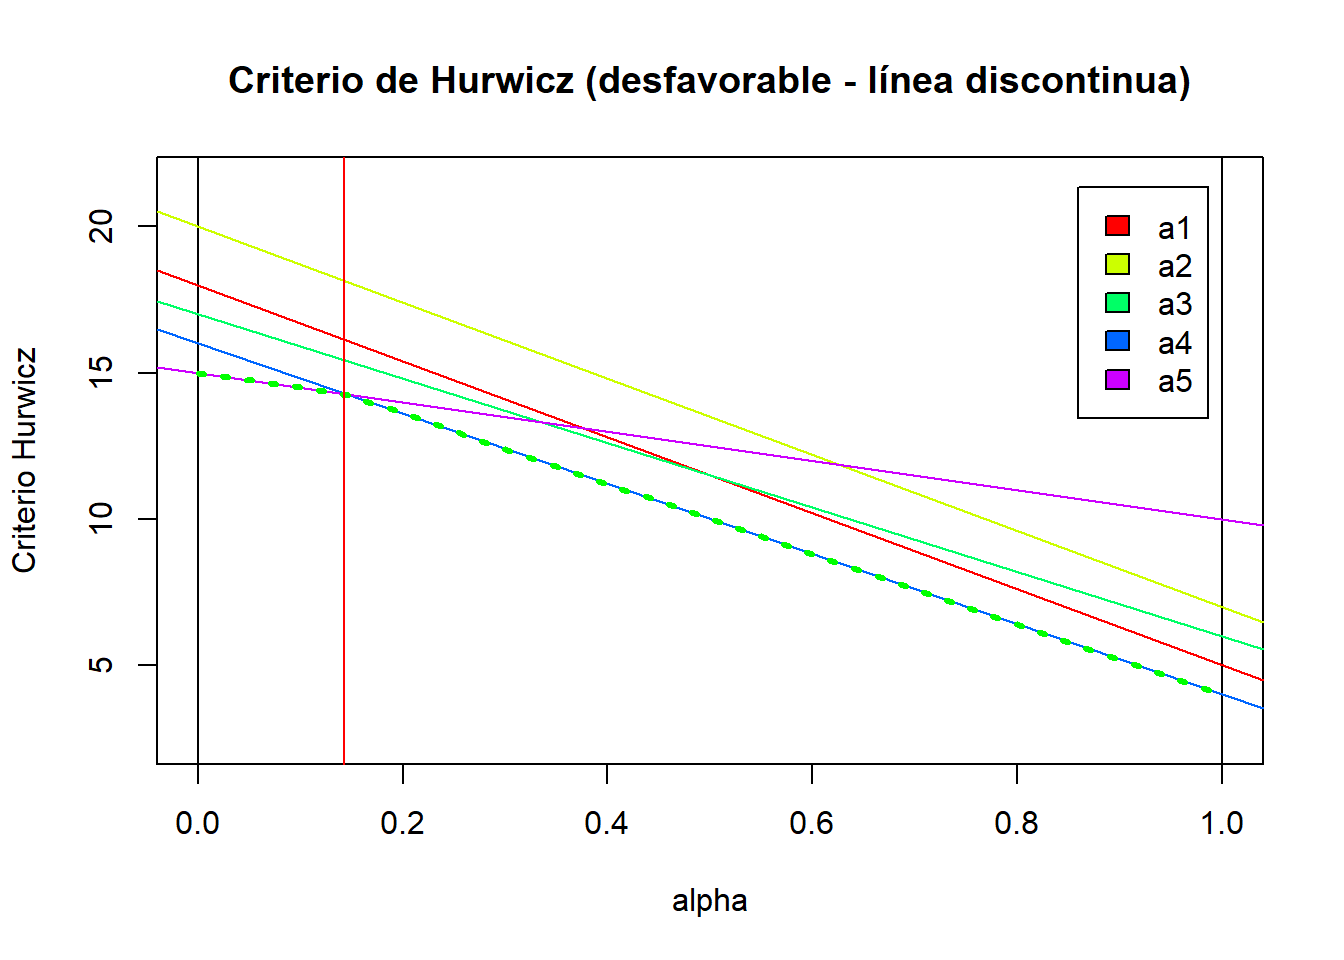 Criterio de Hurwicz (desfavorable - línea discontinua)
Criterio Hurwicz
20
15
10
5
a1
a2
a3
a4
a5
0.0 0.2 0.4 0.6 0.8 1.0
alpha